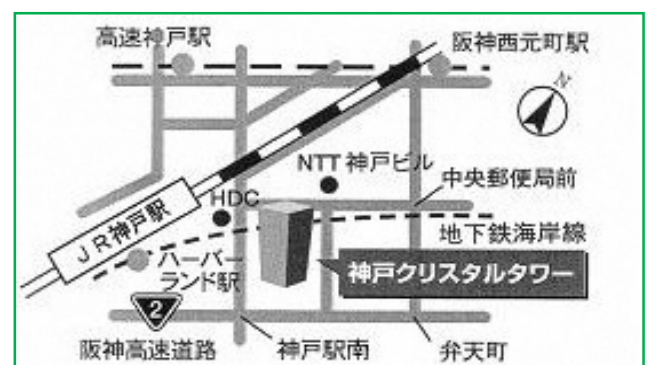 高速神戸駅
阪神西元町駅
N
NTT 神戸ビル
中央郵便局前
HDC
JR神戸駅
地下鉄海岸線
ハーバー
ランド駅
神戸クリスタルタワー
2
阪神高速道路
神戸駅南
弁天町